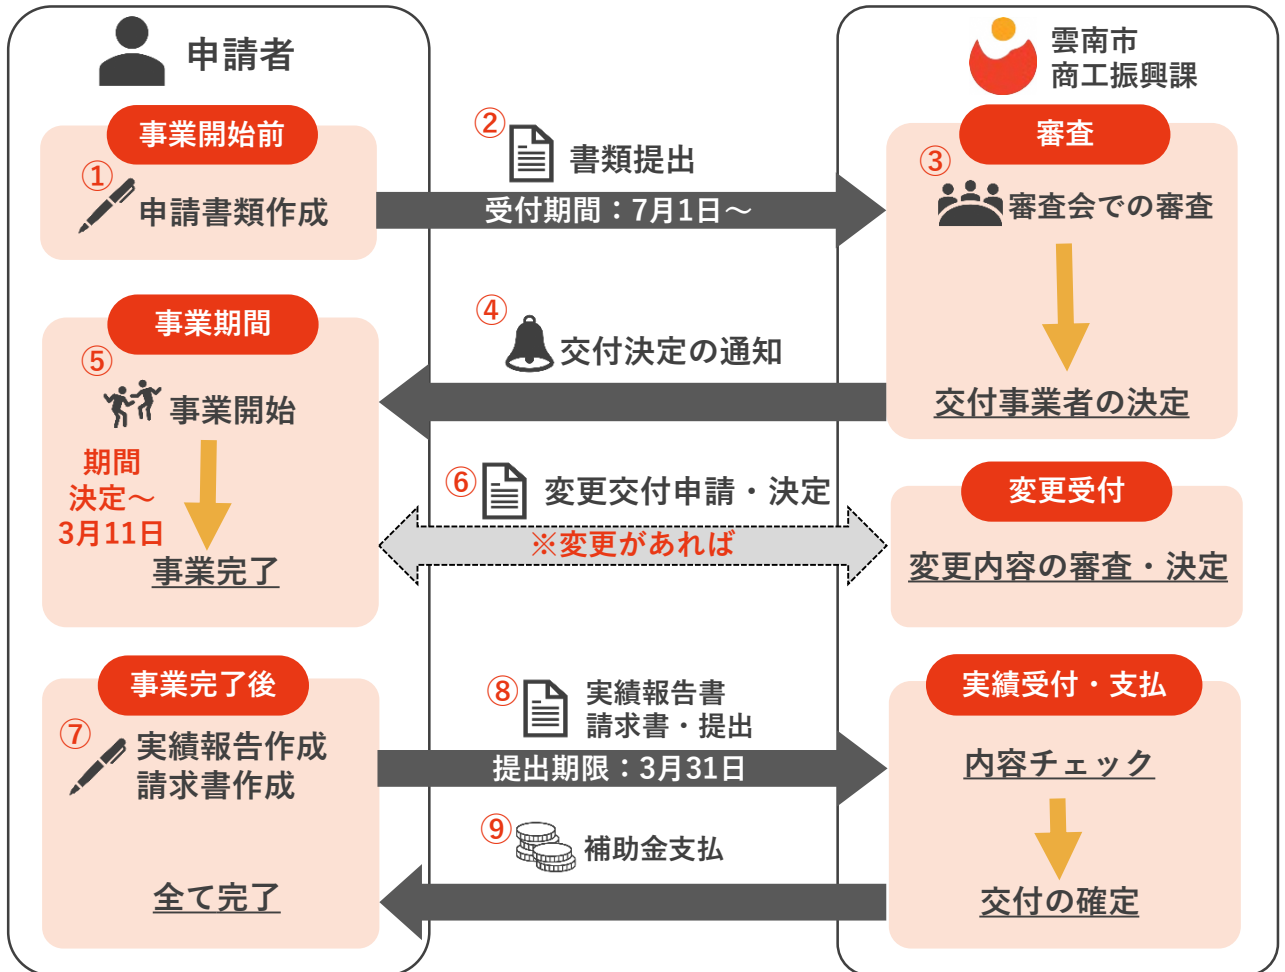 申請者
雲南市
商工振興課
事業開始前
①
申請書類作成
②
書類提出
受付期間：7月1日～
審査
③
審査会での審査
交付事業者の決定
④
交付決定の通知
事業期間
⑤
事業開始
期間
決定～
3月11日
事業完了
⑥
変更交付申請・決定
※変更があれば
変更受付
変更内容の審査・決定
事業完了後
⑦
実績報告作成
請求書作成
⑧
実績報告書
請求書・提出
提出期限：3月31日
実績受付・支払
内容チェック
交付の確定
⑨
補助金支払
全て完了